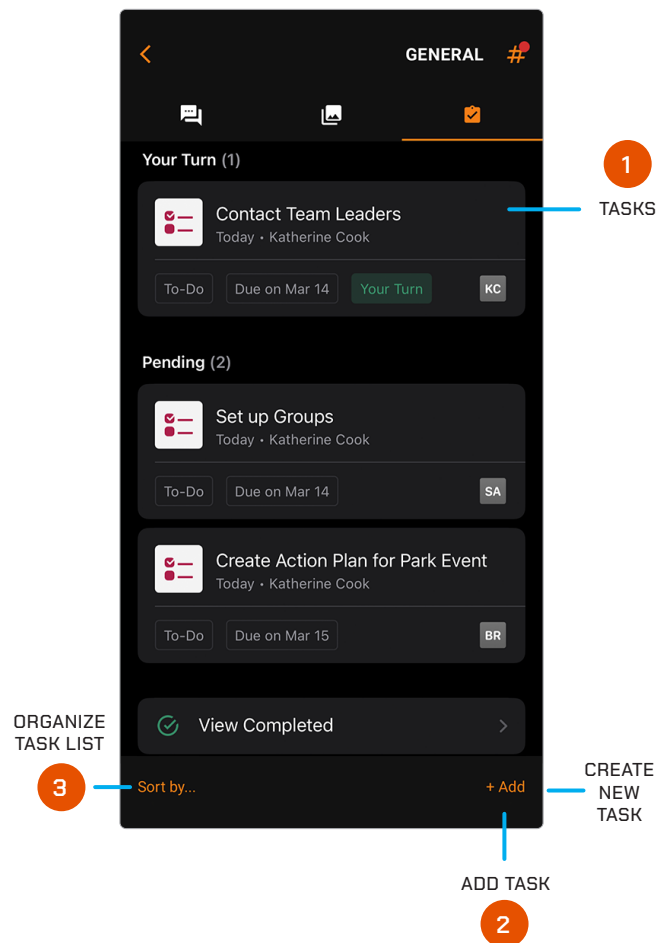 GENERAL #
Your Turn (1)
1
TASKS
Contact Team Leaders
Today • Katherine Cook
To-Do Due on Mar 14 Your Turn KC
Pending (2)
Set up Groups
Today • Katherine Cook
To-Do Due on Mar 14 SA
Create Action Plan for Park Event
Today • Katherine Cook
To-Do Due on Mar 15 BR
View Completed
ORGANIZE
TASK LIST
3
Sort by...
+ Add
CREATE
NEW
TASK
ADD TASK
2